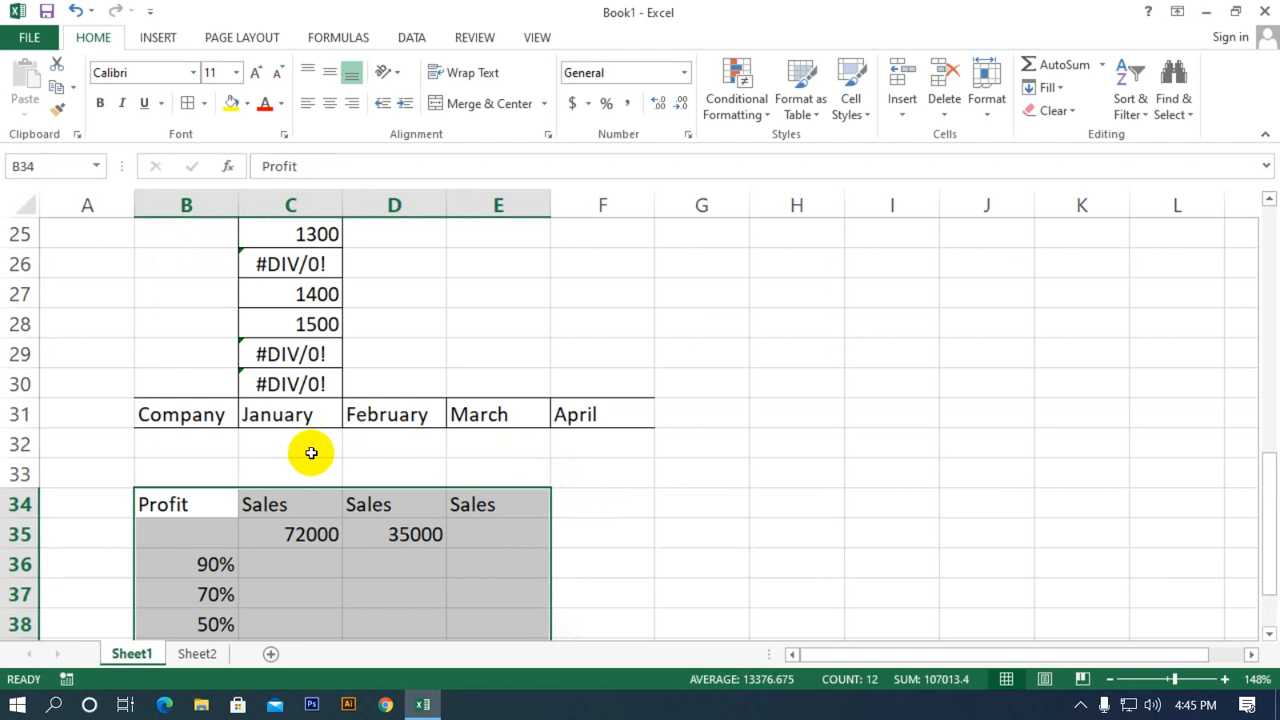 Book1 - Excel
?
FILE HOME INSERT PAGE LAYOUT FORMULAS DATA REVIEW VIEW Sign in
Paste
Calibri 11 A A
B I U A
Wrap Text
Merge & Center
General
$ % ,
Conditional Formatting
Format as Table
Cell Styles
Insert Delete Format
AutoSum
Fill
Clear
Sort & Filter
Find & Select
Clipboard Font Alignment Number Styles Cells Editing
B34 fx Profit
A B C D E F G H I J K L
25 1300
26 #DIV/0!
27 1400
28 1500
29 #DIV/0!
30 #DIV/0!
31 Company January February March April
32
33
34 Profit Sales Sales Sales
35 72000 35000
36 90%
37 70%
38 50%
Sheet1 Sheet2
READY AVERAGE: 13376.675 COUNT: 12 SUM: 107013.4 148%
Ps Ai 4:45 PM